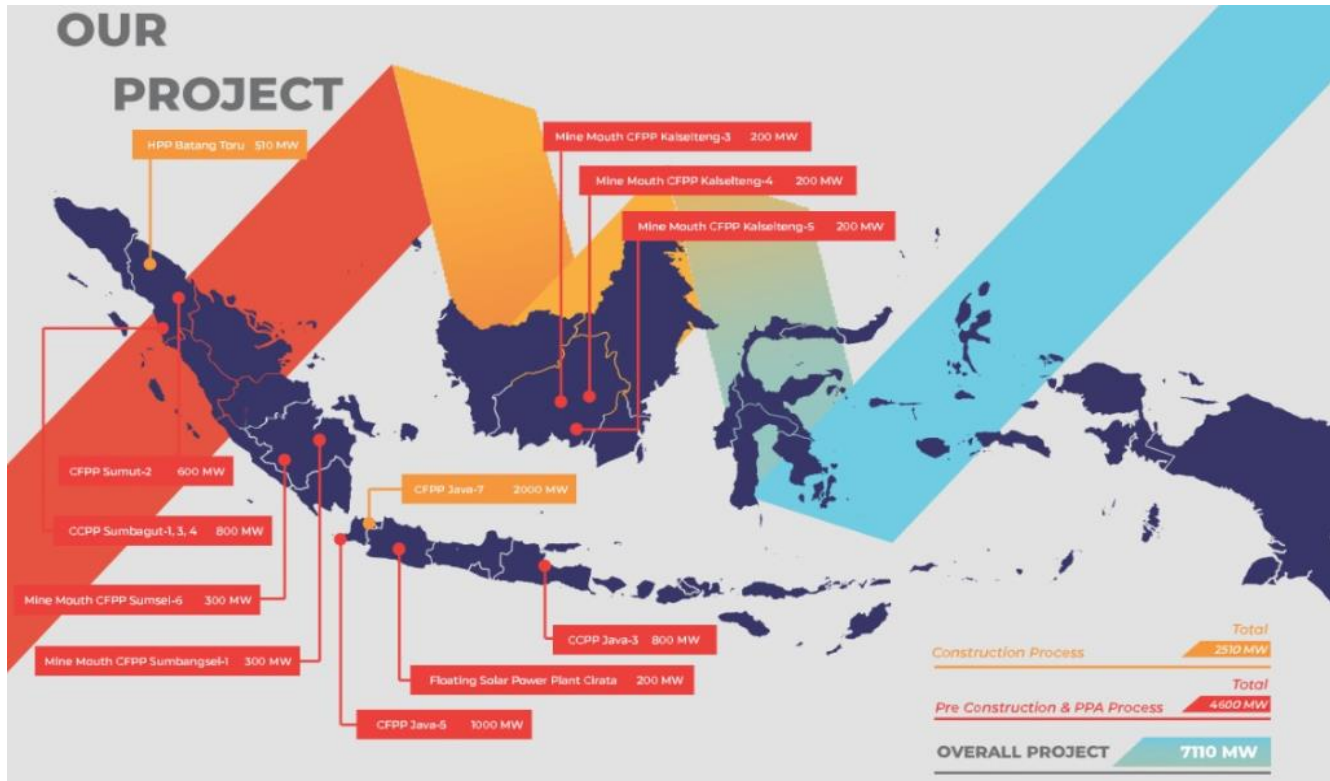 OUR
PROJECT
HPP Batang Toru 510 MW
Mine Mouth CFPP Kalselteng-3 200 MW
Mine Mouth CFPP Kalselteng-4 200 MW
Mine Mouth CFPP Kalselteng-5 200 MW
CFPP Sumut-2 600 MW
CFPP Java-7 2000 MW
CCPP Sumbagut-1, 3, 4 800 MW
Mine Mouth CFPP Sumsel-6 300 MW
CCPP Java-3 800 MW
Mine Mouth CFPP Sumbangsel-1 300 MW
Floating Solar Power Plant Cirata 200 MW
CFPP Java-5 1000 MW
Total
Construction Process 2510 MW
Total
Pre Construction & PPA Process 4600 MW
OVERALL PROJECT 7110 MW